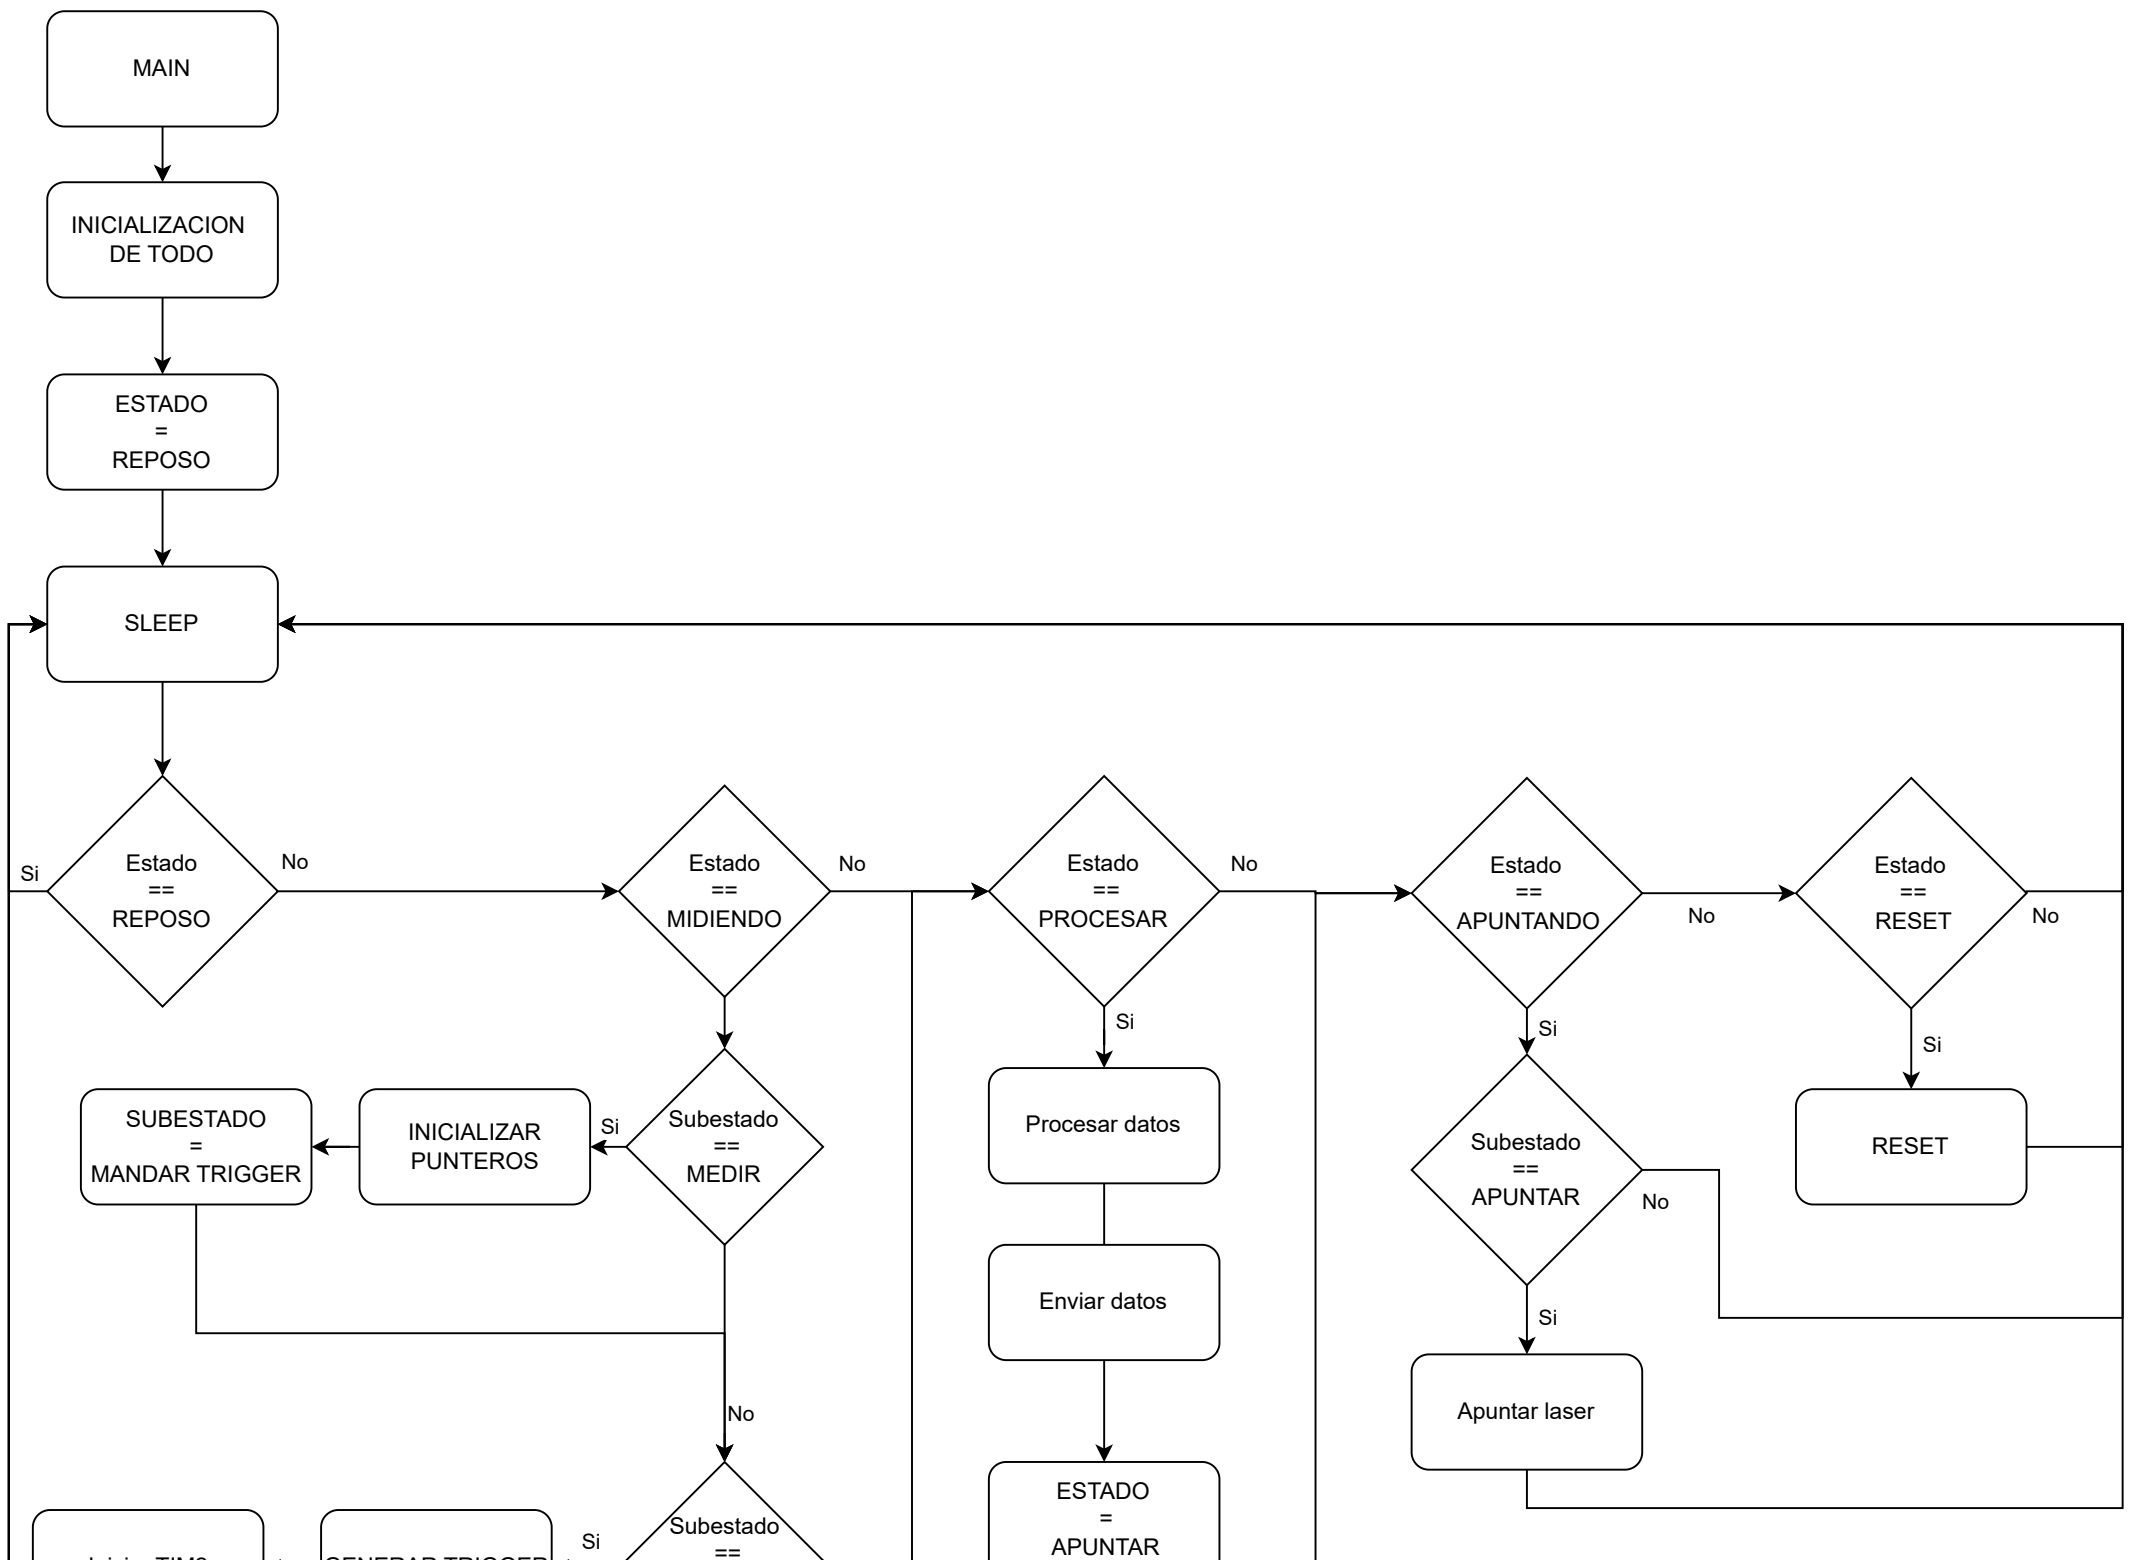 MAIN
INICIALIZACION
DE TODO
ESTADO
=
REPOSO
SLEEP
Estado
==
REPOSO
Si
No
Estado
==
MIDIENDO
No
Estado
==
PROCESAR
No
Si
Estado
==
APUNTANDO
No
Si
Estado
==
RESET
No
Si
SUBESTADO
=
MANDAR TRIGGER
INICIALIZAR
PUNTEROS
Si
Subestado
==
MEDIR
No
Procesar datos
Enviar datos
ESTADO
=
APUNTAR
Subestado
==
APUNTAR
No
Si
Apuntar laser
RESET
GENERAR TRIGGER
Si
Subestado
==